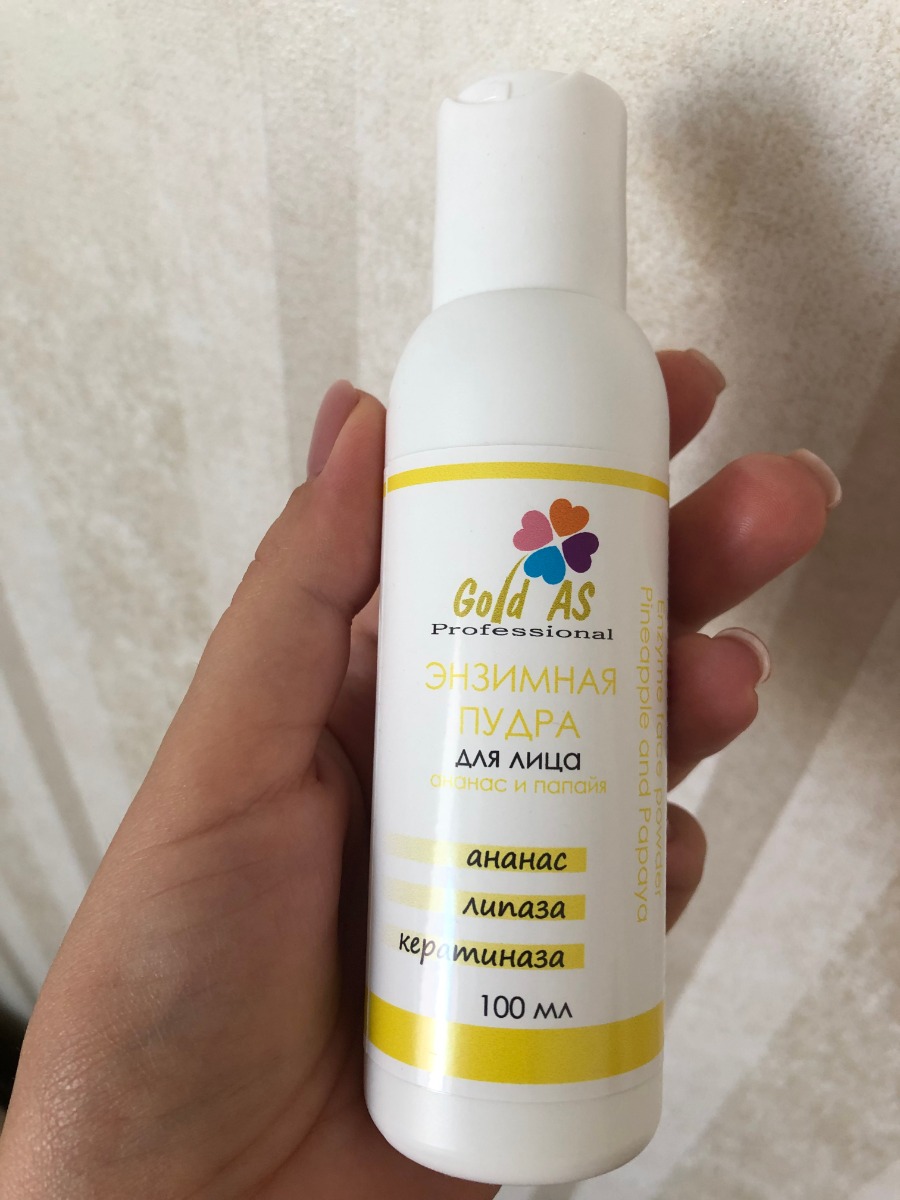 Gold AS
Professional
ЭНЗИМНАЯ
ПУДРА
для лица
ананас и папайя
ананас
липаза
кератиназа
100 мл
Enzyme face powder
Pineapple and Papaya